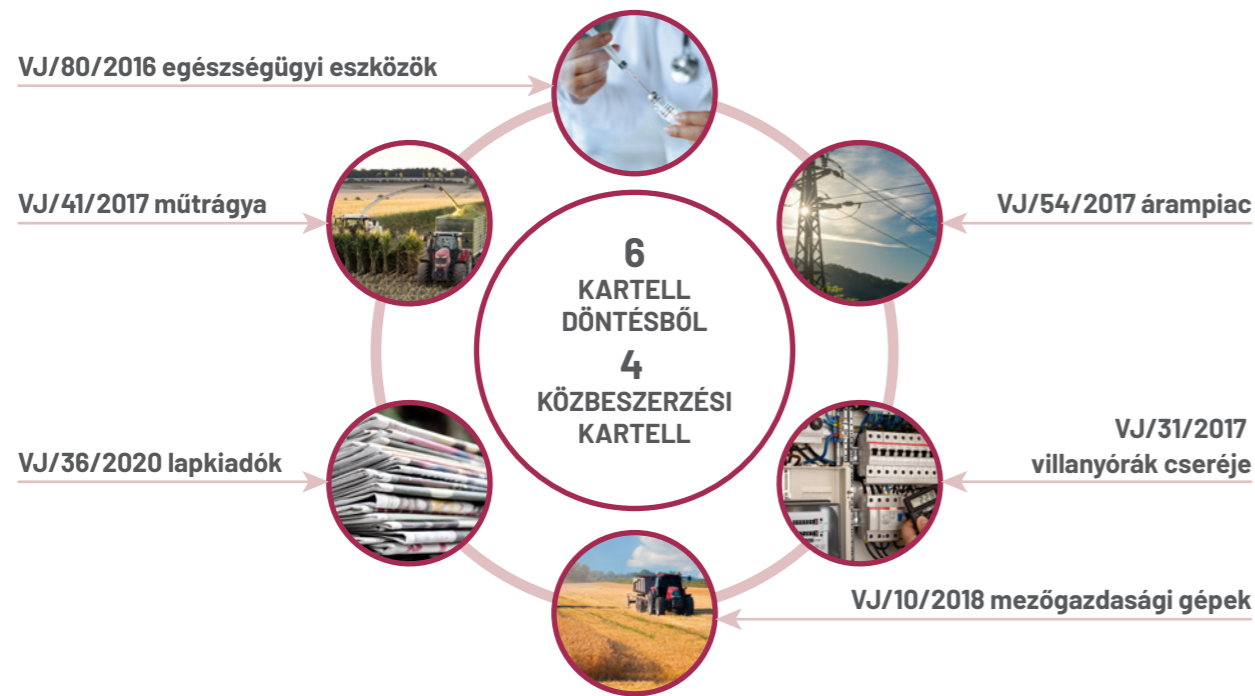 VJ/80/2016 egészségügyi eszközök
VJ/41/2017 műtrágya
VJ/54/2017 árampiac
6
KARTELL
DÖNTÉSBŐL
4
KÖZBESZERZÉSI
KARTELL
VJ/36/2020 lapkiadók
VJ/31/2017
villanyórák cseréje
VJ/10/2018 mezőgazdasági gépek